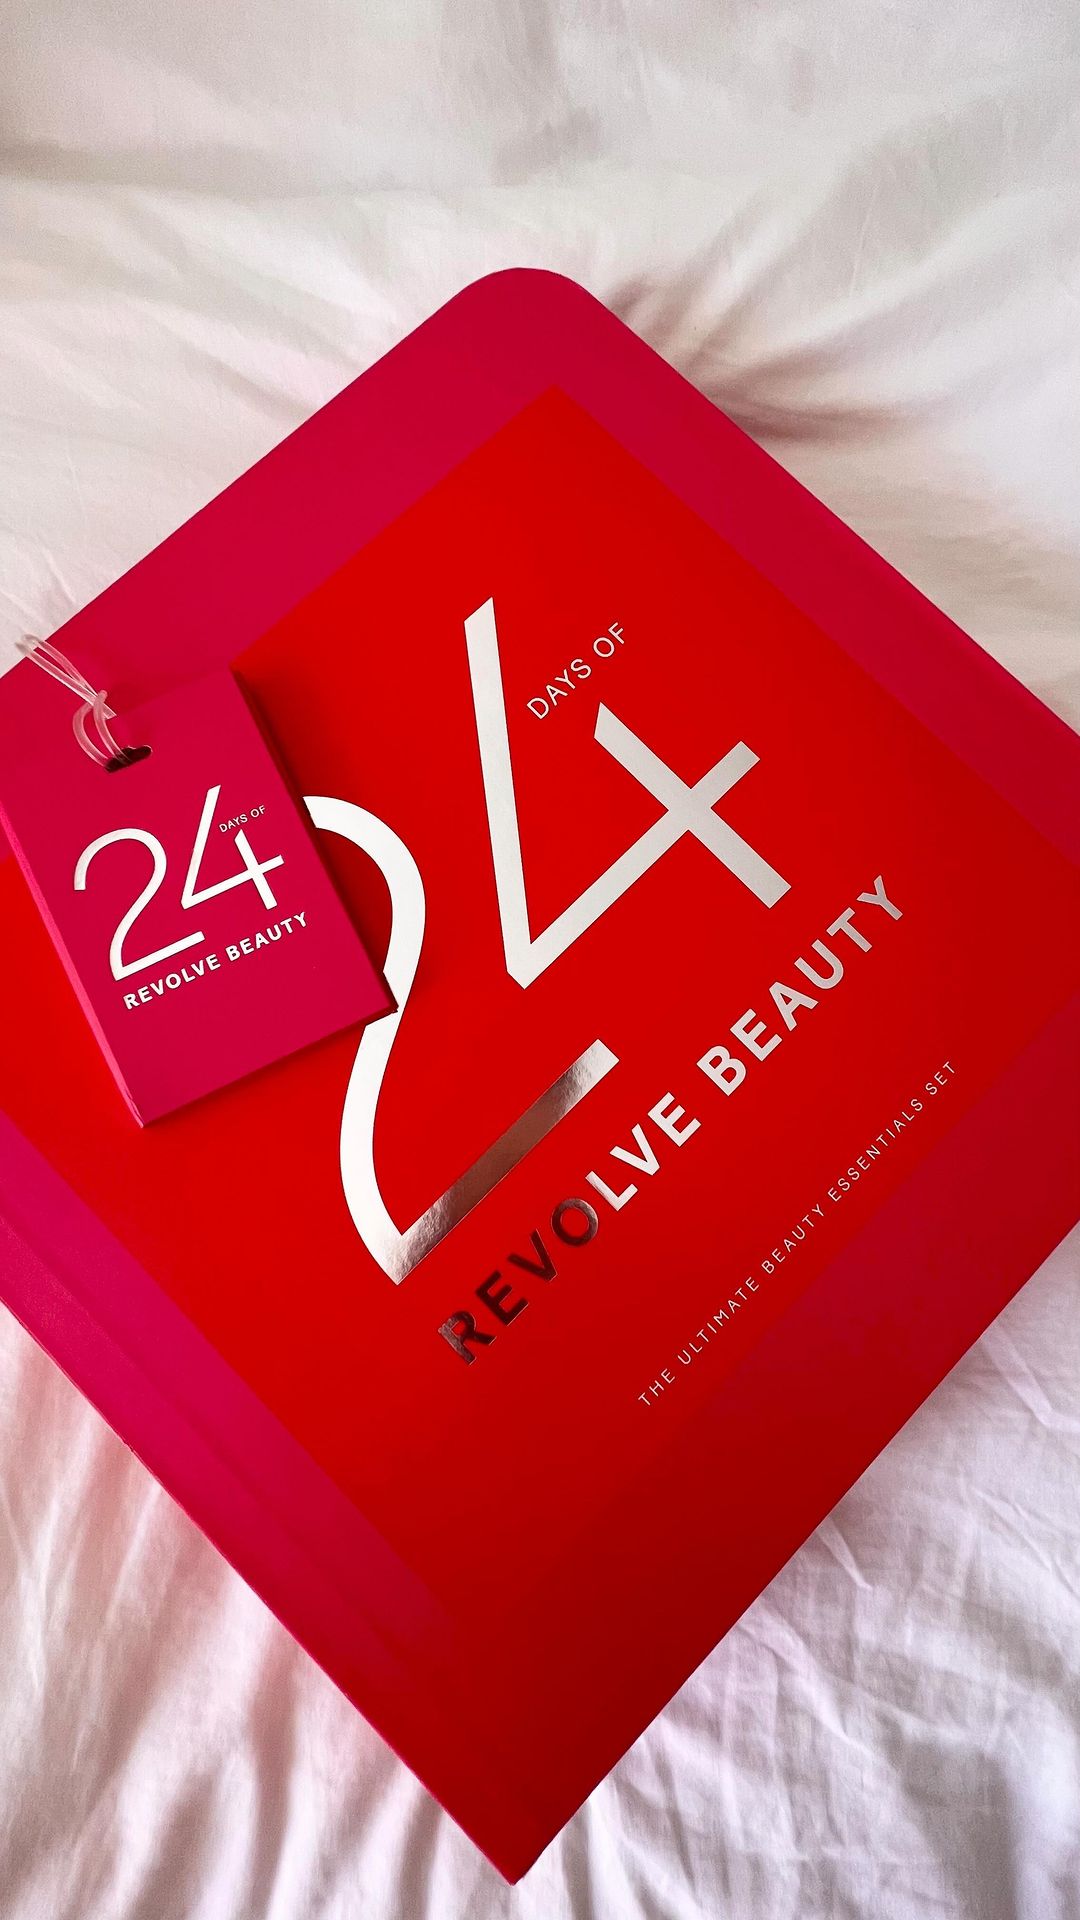 24
DAYS OF
REVOLVE BEAUTY
24
DAYS OF
REVOLVE BEAUTY
THE ULTIMATE BEAUTY ESSENTIALS SET